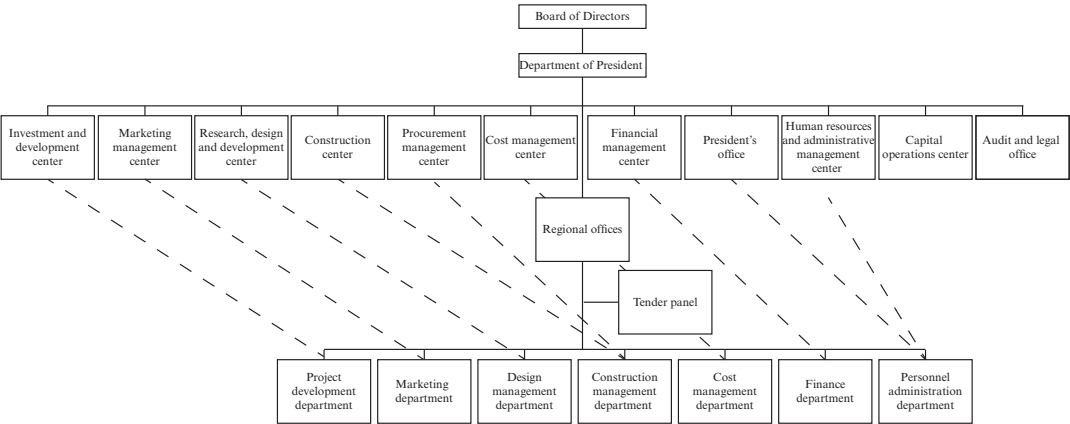 Board of Directors
Department of President
Investment and
development
center
Marketing
management
center
Research, design
and development
center
Construction
center
Procurement
management
center
Cost management
center
Financial
management
center
President's
office
Human resources
and administrative
management
center
Capital
operations center
Audit and legal
office
Regional offices
Tender panel
Project
development
department
Marketing
department
Design
management
department
Construction
management
department
Cost
management
department
Finance
department
Personnel
administration
department